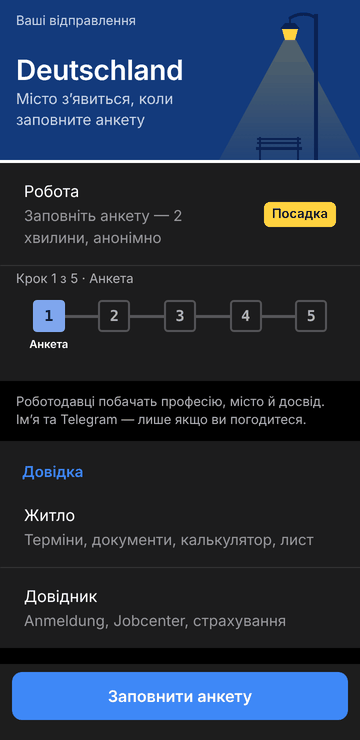 Ваші відправлення
Deutschland
Місто зʼявиться, коли
заповните анкету
Робота
Заповніть анкету — 2
хвилини, анонімно
Посадка
Крок 1 з 5 · Анкета
1 2 3 4 5
Анкета
Роботодавці побачать професію, місто й досвід.
Імʼя та Telegram — лише якщо ви погодитеся.
Довідка
Житло
Терміни, документи, калькулятор, лист
Довідник
Anmeldung, Jobcenter, страхування
Заповнити анкету